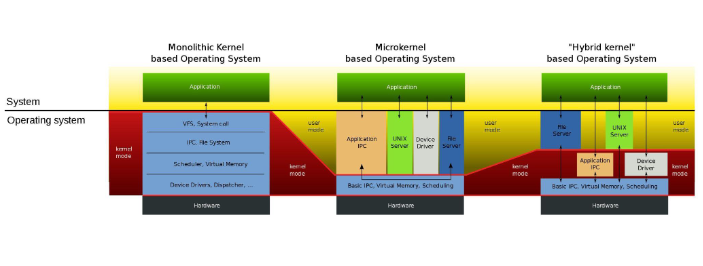 Monolithic Kernel
based Operating System
Microkernel
based Operating System
"Hybrid kernel"
based Operating System
Application
Application
Application
System
Operating system
VFS, System call
IPC, File System
Scheduler, Virtual Memory
Device Drivers, Dispatcher, ...
Hardware
kernel
mode
user
mode
kernel
mode
Application
IPC
UNIX
Server
Device
Driver
File
Server
Basic IPC, Virtual Memory, Scheduling
Hardware
user
mode
kernel
mode
File
Server
UNIX
Server
Application
IPC
Device
Driver
Basic IPC, Virtual Memory, Scheduling
Hardware
user
mode
kernel
mode